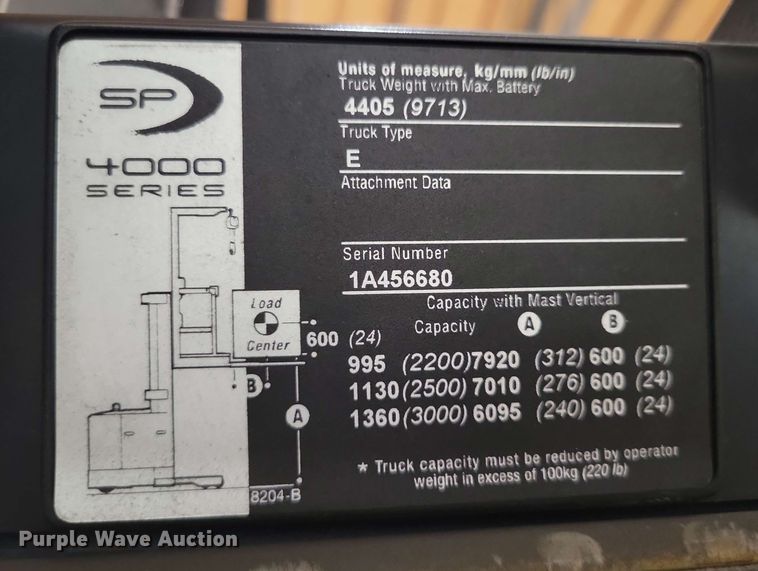 SP
4000
SERIES
Units of measure, kg/mm (lb/in)
Truck Weight with Max. Battery
4405 (9713)
Truck Type
E
Attachment Data
Serial Number
1A456680
Capacity with Mast Vertical
Capacity A B
995 (2200) 7920 (312) 600 (24)
1130 (2500) 7010 (276) 600 (24)
1360 (3000) 6095 (240) 600 (24)
* Truck capacity must be reduced by operator
weight in excess of 100kg (220 lb)
Load
Center
600 (24)
B
A
8204-B
Purple Wave Auction